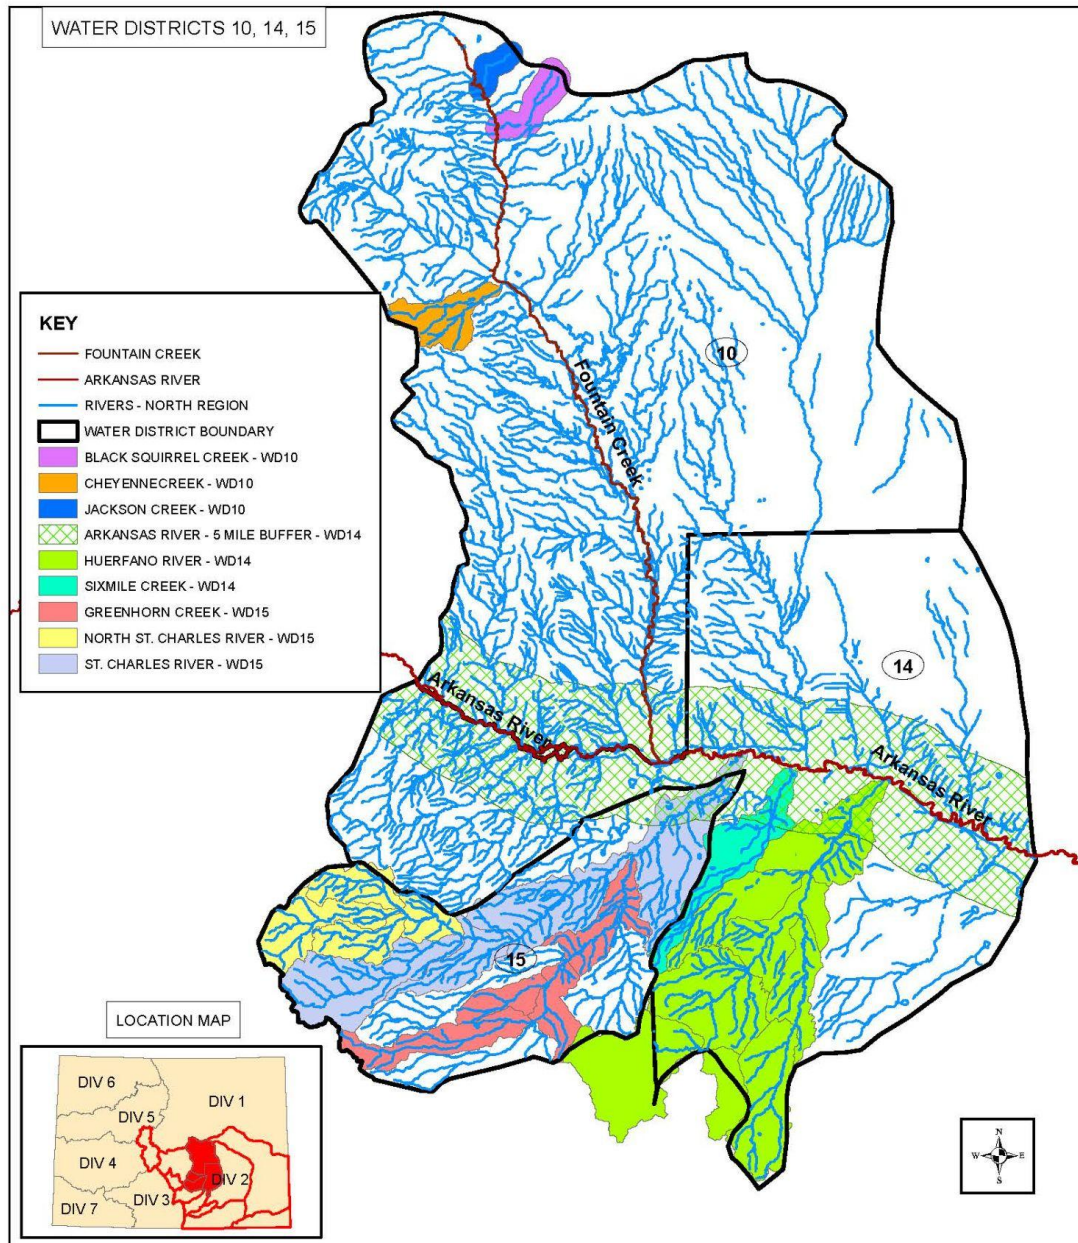 WATER DISTRICTS 10, 14, 15
10
Fountain Creek
KEY
FOUNTAIN CREEK
ARKANSAS RIVER
RIVERS - NORTH REGION
WATER DISTRICT BOUNDARY
BLACK SQUIRREL CREEK - WD10
CHEYENNECREEK - WD10
JACKSON CREEK - WD10
ARKANSAS RIVER - 5 MILE BUFFER - WD14
HUERFANO RIVER - WD14
SIXMILE CREEK - WD14
GREENHORN CREEK - WD15
NORTH ST. CHARLES RIVER - WD15
ST. CHARLES RIVER - WD15
14
Arkansas River
Arkansas River
15
LOCATION MAP
DIV 6
DIV 1
DIV 5
DIV 4
DIV 2
DIV 3
DIV 7
N
W E
S